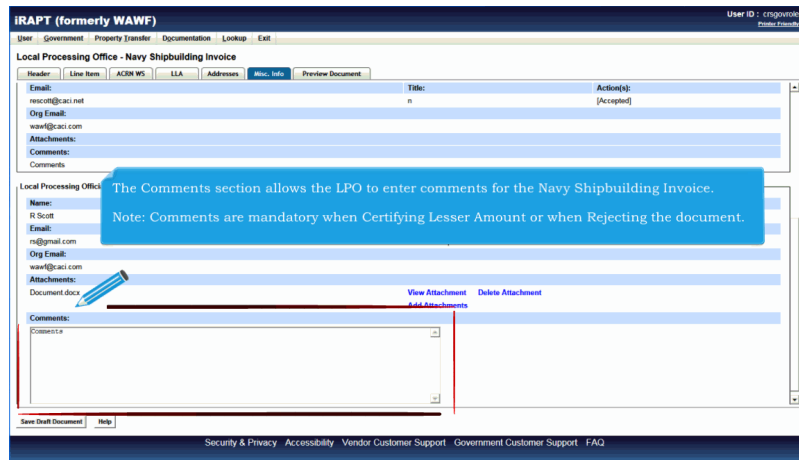 iRAPT (formerly WAWF)
User ID : crsgovrole
Printer Friendly
User Government Property Transfer Documentation Lookup Exit
Local Processing Office - Navy Shipbuilding Invoice
Header Line Item ACRN WS LLA Addresses Misc. Info Preview Document
Email: Title: Action(s):
rescott@caci.net n [Accepted]
Org Email:
wawf@caci.com
Attachments:
Comments:
Comments
Local Processing Offici
The Comments section allows the LPO to enter comments for the Navy Shipbuilding Invoice.
Note: Comments are mandatory when Certifying Lesser Amount or when Rejecting the document.
Name:
R Scott
Email:
rs@gmail.com
Org Email:
wawf@caci.com
Attachments:
Document.docx View Attachment Delete Attachment
Add Attachments
Comments:
Comments
Save Draft Document Help
Security & Privacy Accessibility Vendor Customer Support Government Customer Support FAQ